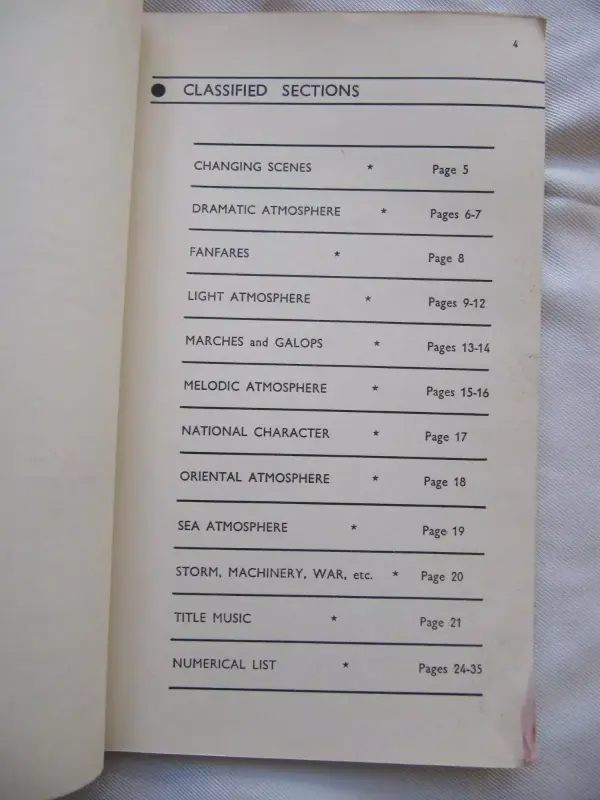 4
● CLASSIFIED SECTIONS
CHANGING SCENES * Page 5
DRAMATIC ATMOSPHERE * Pages 6-7
FANFARES * Page 8
LIGHT ATMOSPHERE * Pages 9-12
MARCHES and GALOPS * Pages 13-14
MELODIC ATMOSPHERE * Pages 15-16
NATIONAL CHARACTER * Page 17
ORIENTAL ATMOSPHERE * Page 18
SEA ATMOSPHERE * Page 19
STORM, MACHINERY, WAR, etc. * Page 20
TITLE MUSIC * Page 21
NUMERICAL LIST * Pages 24-35